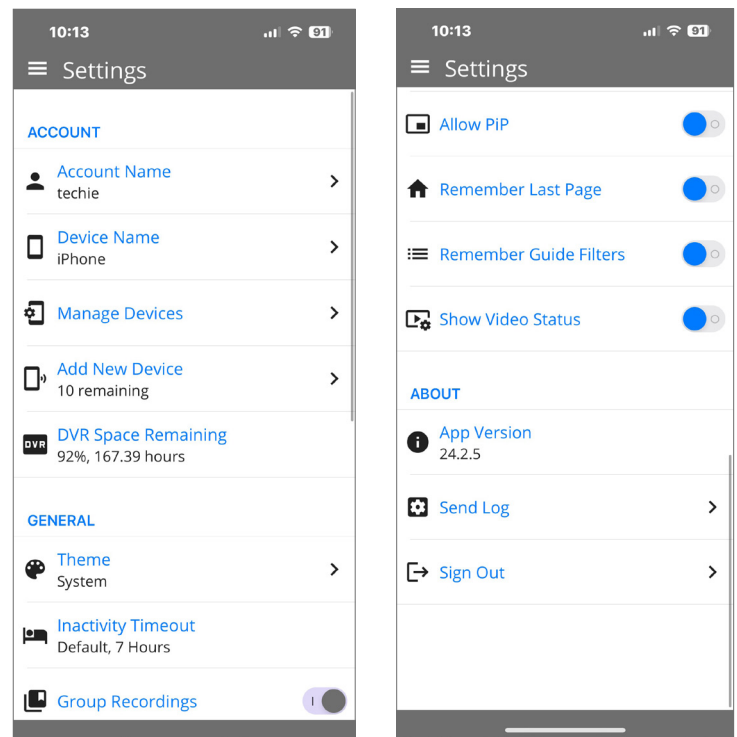 10:13
91
Settings
ACCOUNT
Account Name
techie
Device Name
iPhone
Manage Devices
Add New Device
10 remaining
DVR
DVR Space Remaining
92%, 167.39 hours
GENERAL
Theme
System
Inactivity Timeout
Default, 7 Hours
Group Recordings
10:13
91
Settings
Allow PiP
Remember Last Page
Remember Guide Filters
Show Video Status
ABOUT
App Version
24.2.5
Send Log
Sign Out